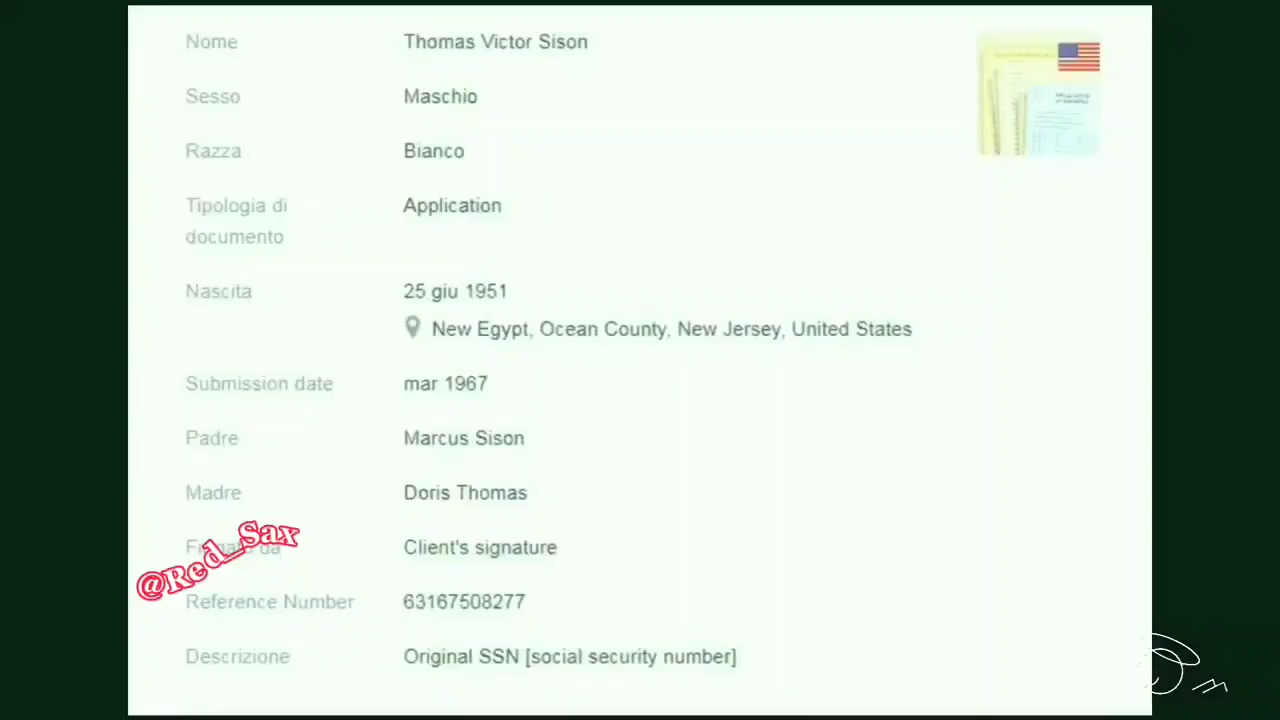 Nome Thomas Victor Sison
Sesso Maschio
Razza Bianco
Tipologia di Application
documento
Nascita 25 giu 1951
New Egypt, Ocean County, New Jersey, United States
Submission date mar 1967
Padre Marcus Sison
Madre Doris Thomas
@Red_Sax
da Client's signature
Reference Number 63167508277
Descrizione Original SSN [social security number]